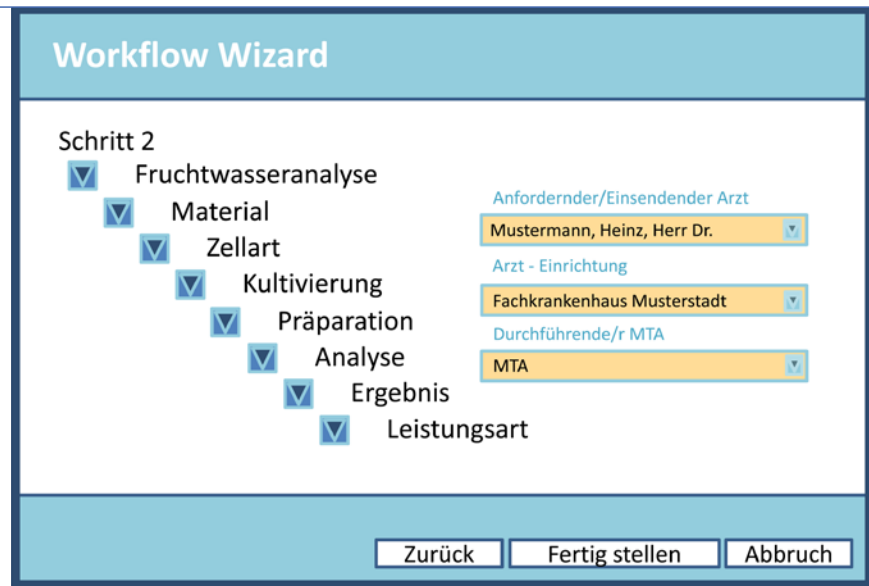 Workflow Wizard
Schritt 2
Fruchtwasseranalyse
Material
Zellart
Kultivierung
Präparation
Analyse
Ergebnis
Leistungsart
Anfordernder/Einsendender Arzt
Mustermann, Heinz, Herr Dr.
Arzt - Einrichtung
Fachkrankenhaus Musterstadt
Durchführende/r MTA
MTA
Zurück
Fertig stellen
Abbruch